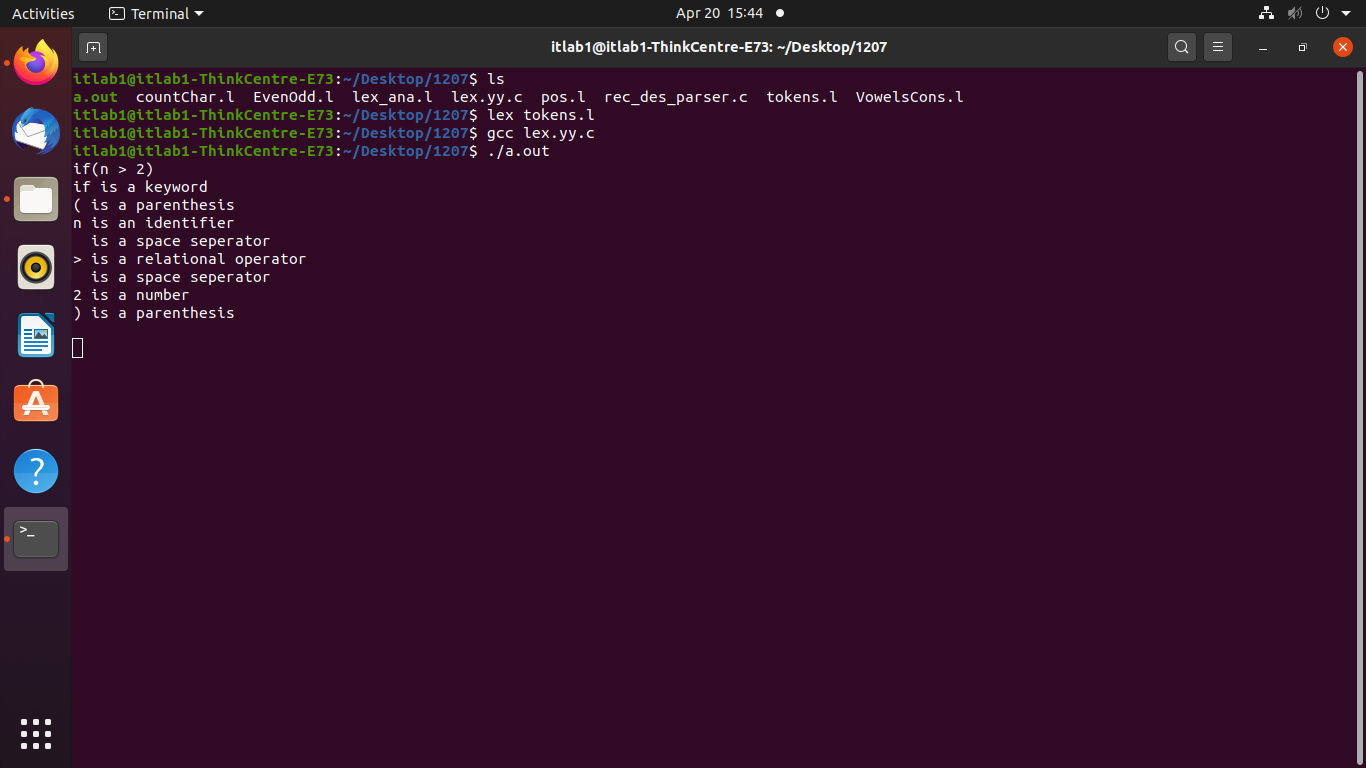 Activities Terminal Apr 20 15:44
itlab1@itlab1-ThinkCentre-E73: ~/Desktop/1207
itlab1@itlab1-ThinkCentre-E73:~/Desktop/1207$ ls
a.out countChar.l EvenOdd.l lex_ana.l lex.yy.c pos.l rec_des_parser.c tokens.l VowelsCons.l
itlab1@itlab1-ThinkCentre-E73:~/Desktop/1207$ lex tokens.l
itlab1@itlab1-ThinkCentre-E73:~/Desktop/1207$ gcc lex.yy.c
itlab1@itlab1-ThinkCentre-E73:~/Desktop/1207$ ./a.out
if(n > 2)
if is a keyword
( is a parenthesis
n is an identifier
  is a space seperator
> is a relational operator
  is a space seperator
2 is a number
) is a parenthesis